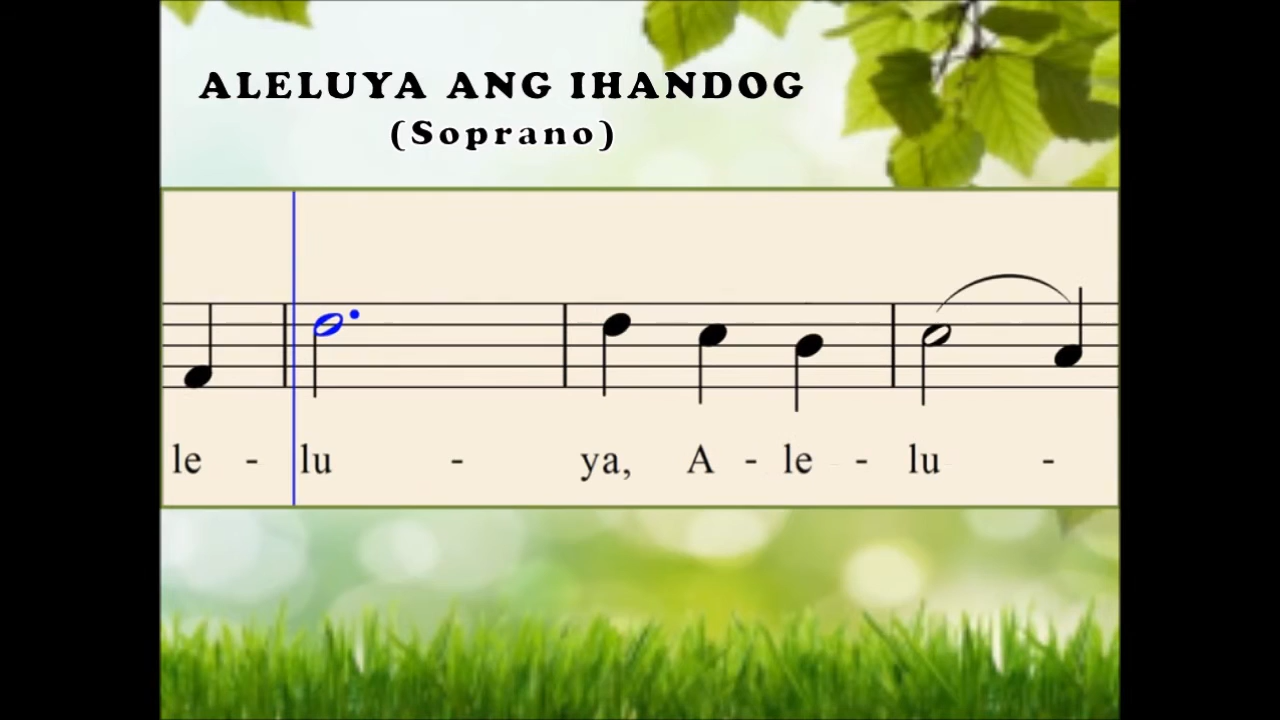 ALELUYA ANG IHANDOG
(Soprano)
le - lu - ya, A - le - lu -